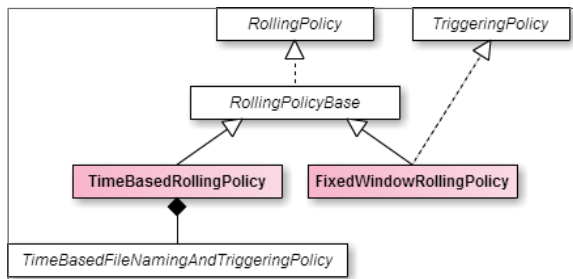 RollingPolicy
TriggeringPolicy
RollingPolicyBase
TimeBasedRollingPolicy
FixedWindowRollingPolicy
TimeBasedFileNamingAndTriggeringPolicy